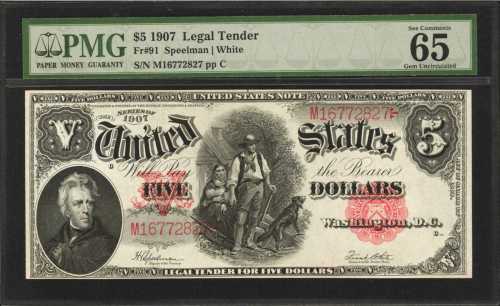 PMG
PAPER MONEY GUARANTY
$5 1907 Legal Tender
Fr#91 Speelman | White
S/N M16772827 pp C
See Comments
65
Gem Uncirculated
UNITED STATES NOTE
SERIES OF
1907
M16772827
V
United States
5
Will Pay the Bearer
FIVE DOLLARS
Washington, D.C.
M16772827
LEGAL TENDER FOR FIVE DOLLARS